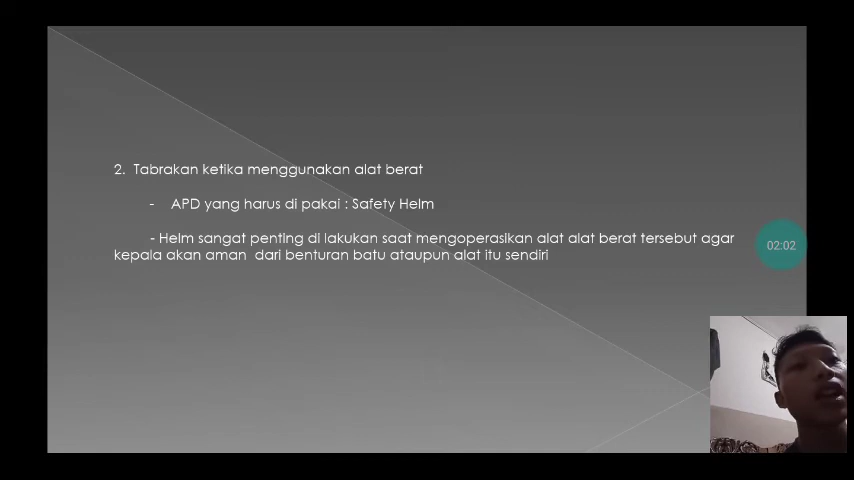 2. Tabrakan ketika menggunakan alat berat
- APD yang harus di pakai : Safety Helm
- Helm sangat penting di lakukan saat mengoperasikan alat alat berat tersebut agar
kepala akan aman dari benturan batu ataupun alat itu sendiri
02:02